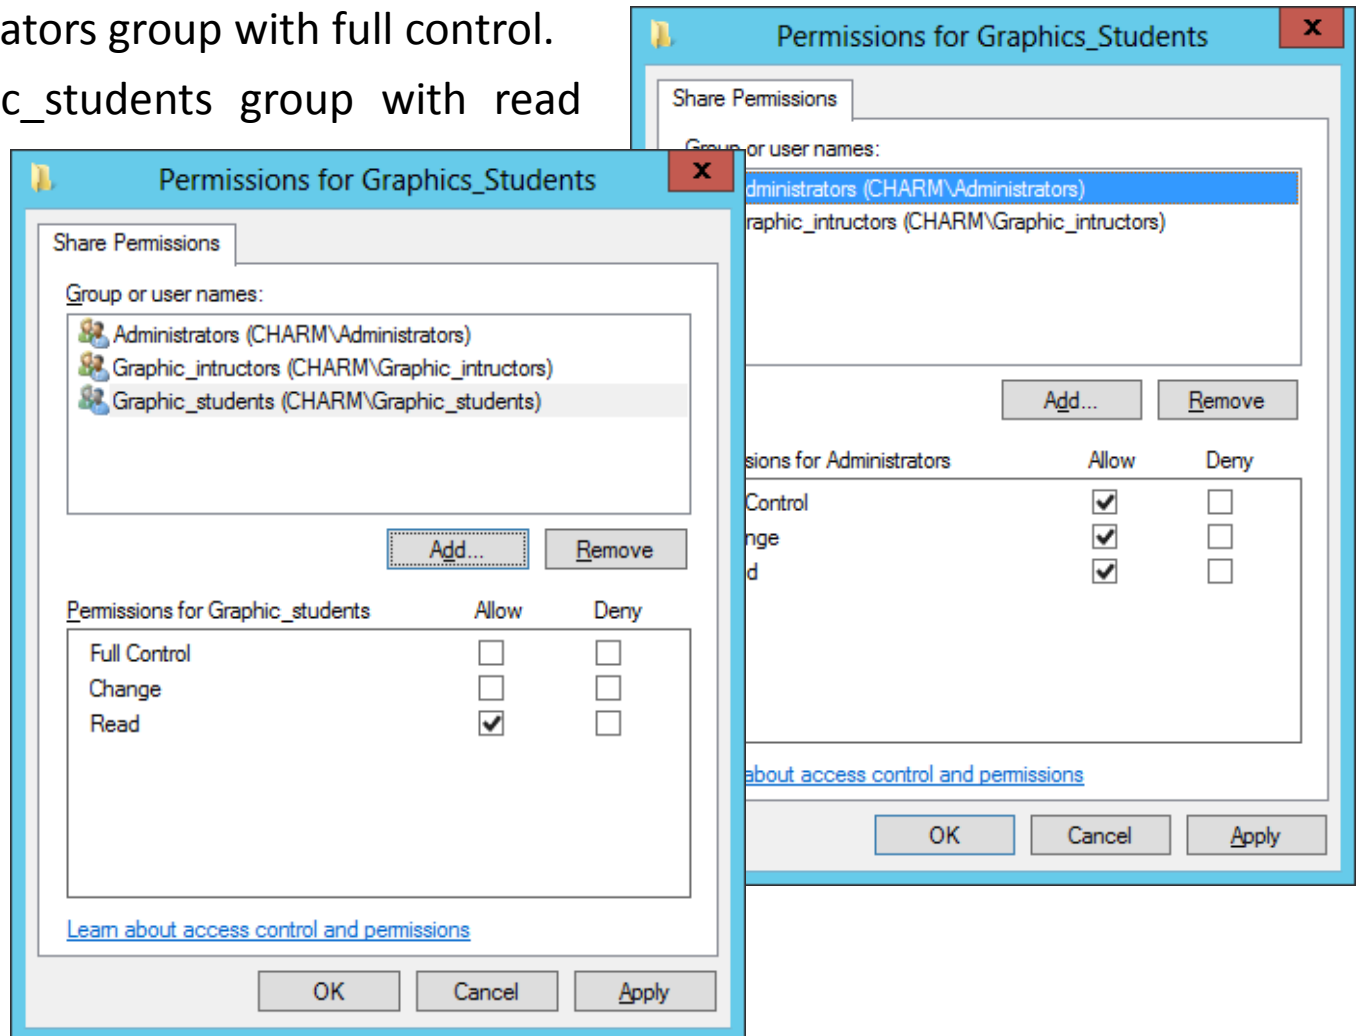 ators group with full control.
c_students group with read
Permissions for Graphics_Students
x
Share Permissions
Group or user names:
dministrators (CHARM\Administrators)
raphic_intructors (CHARM\Graphic_intructors)
Add...
Remove
sions for Administrators
Allow
Deny
Control
nge
d
about access control and permissions
OK
Cancel
Apply
Permissions for Graphics_Students
x
Share Permissions
Group or user names:
Administrators (CHARM\Administrators)
Graphic_intructors (CHARM\Graphic_intructors)
Graphic_students (CHARM\Graphic_students)
Add...
Remove
Permissions for Graphic_students
Allow
Deny
Full Control
Change
Read
Learn about access control and permissions
OK
Cancel
Apply